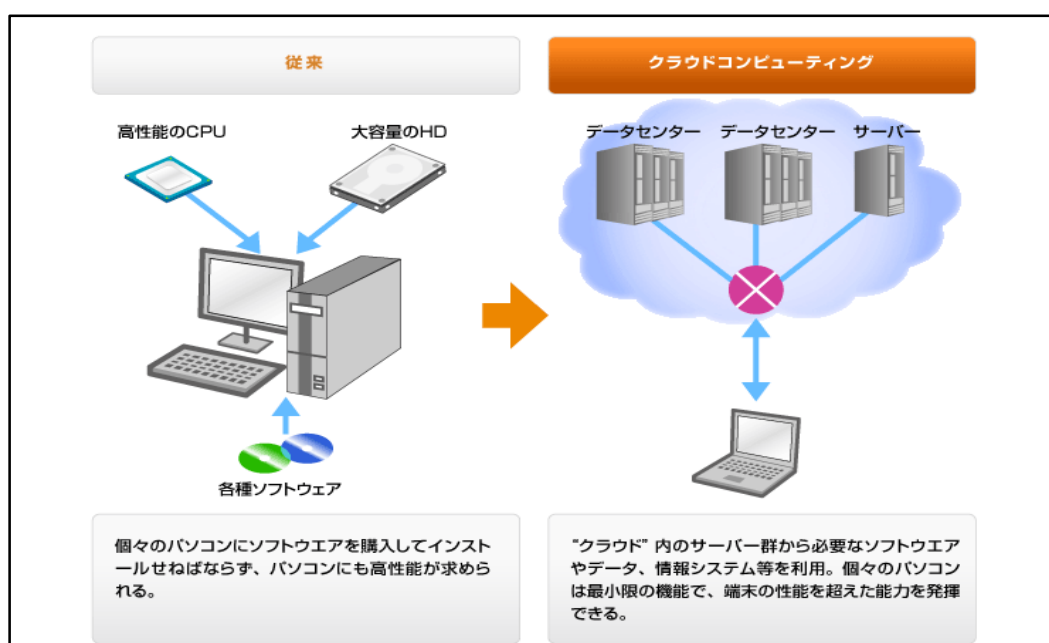 従来
クラウドコンピューティング
高性能のCPU
大容量のHD
データセンター
データセンター
サーバー
各種ソフトウェア
個々のパソコンにソフトウエアを購入してインスト
ールせねばならず、パソコンにも高性能が求めら
れる。
"クラウド" 内のサーバー群から必要なソフトウエア
やデータ、情報システム等を利用。個々のパソコン
は最小限の機能で、端末の性能を超えた能力を発揮
できる。